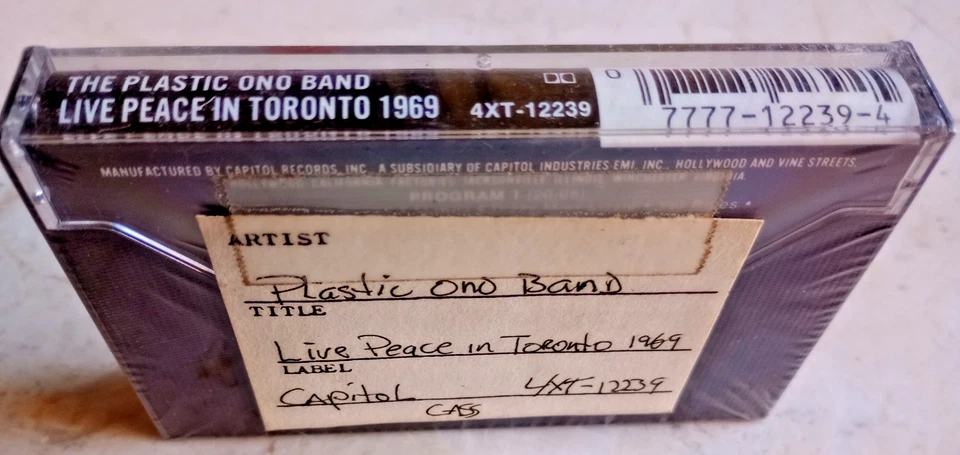 THE PLASTIC ONO BAND
LIVE PEACE IN TORONTO 1969
4XT-12239
0 7777-12239-4
MANUFACTURED BY CAPITOL RECORDS, INC., A SUBSIDIARY OF CAPITOL INDUSTRIES-EMI, INC., HOLLYWOOD AND VINE STREETS,
PROGRAM 1
ARTIST
Plastic Ono Band
TITLE
Live Peace in Toronto 1969
LABEL
Capitol 4XT-12239
CASS